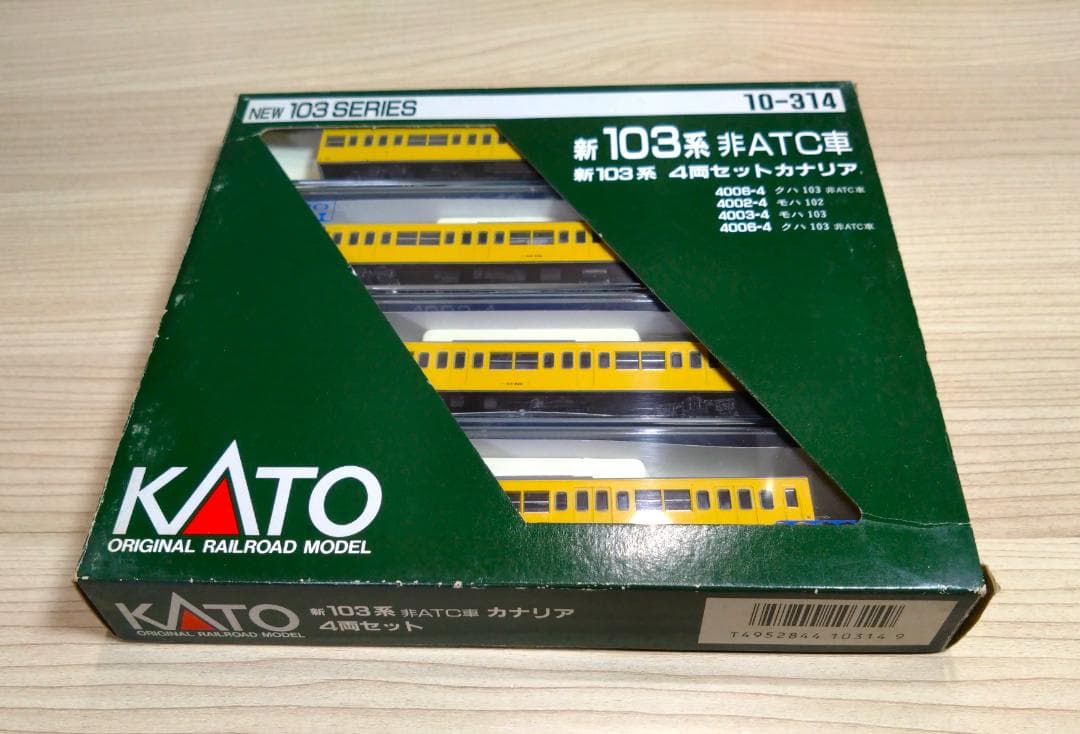 NEW 103 SERIES
10-314
新103系 非ATC車
新103系 4両セットカナリア
4006-4 クハ 103 非ATC車
4002-4 モハ 102
4003-4 モハ 103
4006-4 クハ 103 非ATC車
KATO
ORIGINAL RAILROAD MODEL
KATO
ORIGINAL RAILROAD MODEL
新103系 非ATC車 カナリア
4両セット
T4952844 10314 9